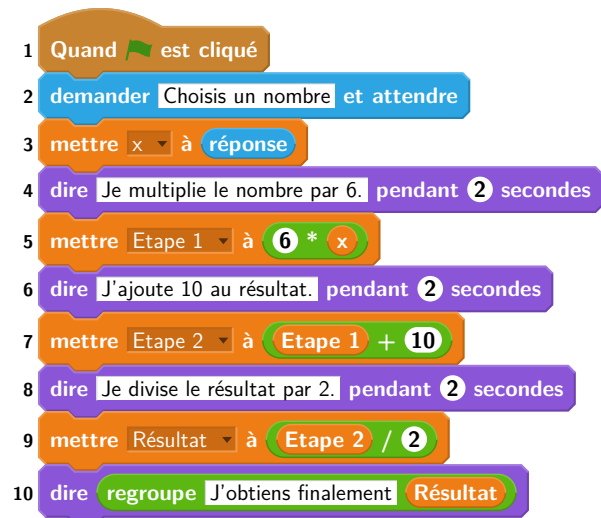 1 Quand est cliqué
2 demander Choisis un nombre et attendre
3 mettre x à réponse
4 dire Je multiplie le nombre par 6. pendant 2 secondes
5 mettre Etape 1 à 6 * x
6 dire J'ajoute 10 au résultat. pendant 2 secondes
7 mettre Etape 2 à Etape 1 + 10
8 dire Je divise le résultat par 2. pendant 2 secondes
9 mettre Résultat à Etape 2 / 2
10 dire regroupe J'obtiens finalement Résultat